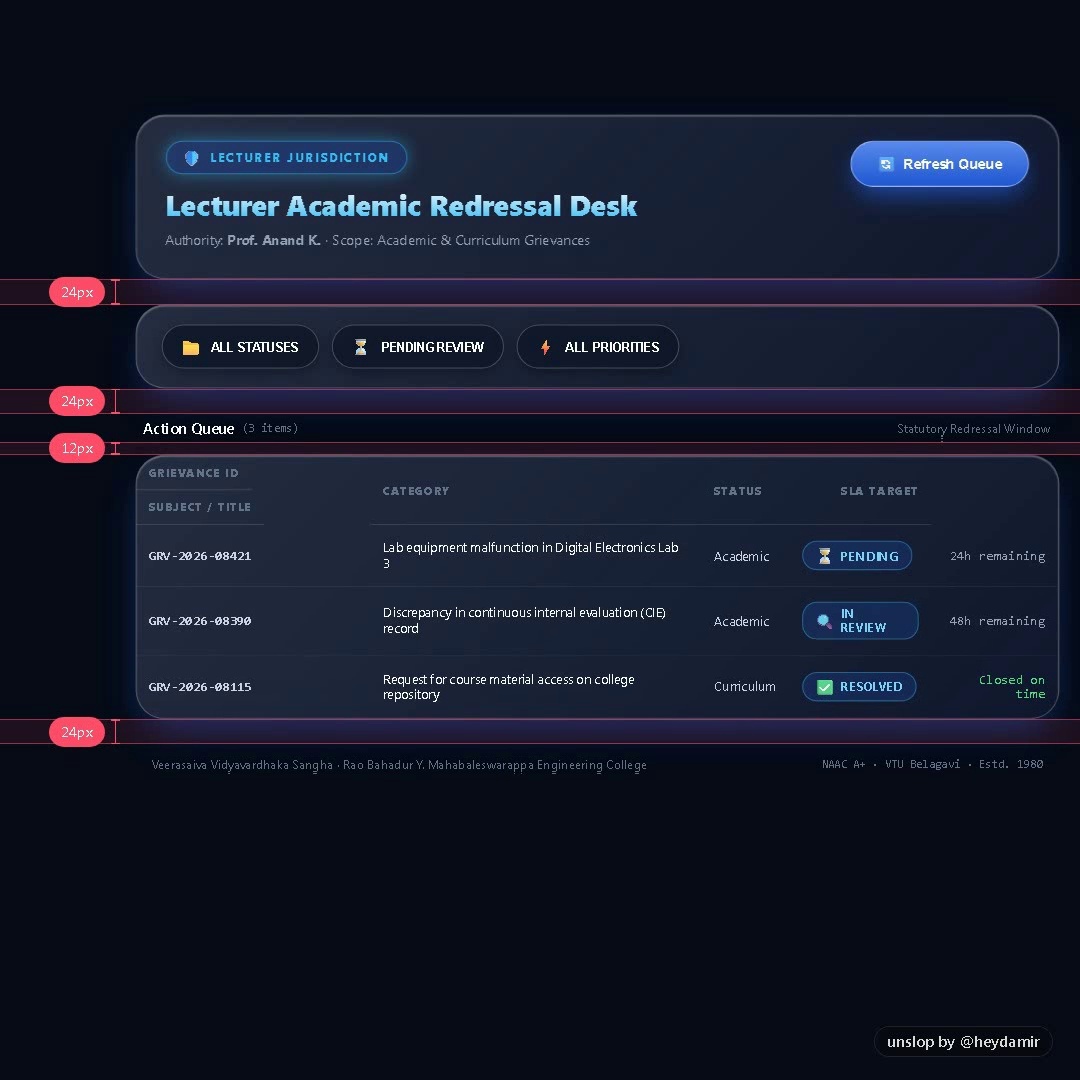 LECTURER JURISDICTION
Refresh Queue
Lecturer Academic Redressal Desk
Authority: Prof. Anand K. · Scope: Academic & Curriculum Grievances
24px
ALL STATUSES
PENDING REVIEW
ALL PRIORITIES
24px
Action Queue (3 items)
Statutory Redressal Window
12px
GRIEVANCE ID
SUBJECT / TITLE
CATEGORY
STATUS
SLA TARGET
GRV-2026-08421
Lab equipment malfunction in Digital Electronics Lab
3
Academic
PENDING
24h remaining
GRV-2026-08390
Discrepancy in continuous internal evaluation (CIE)
record
Academic
IN
REVIEW
48h remaining
GRV-2026-08115
Request for course material access on college
repository
Curriculum
RESOLVED
Closed on
time
24px
Veerasaiva Vidyavardhaka Sangha · Rao Bahadur Y. Mahabaleswarappa Engineering College
NAAC A+ · VTU Belagavi · Estd. 1980
unslop by @heydamir